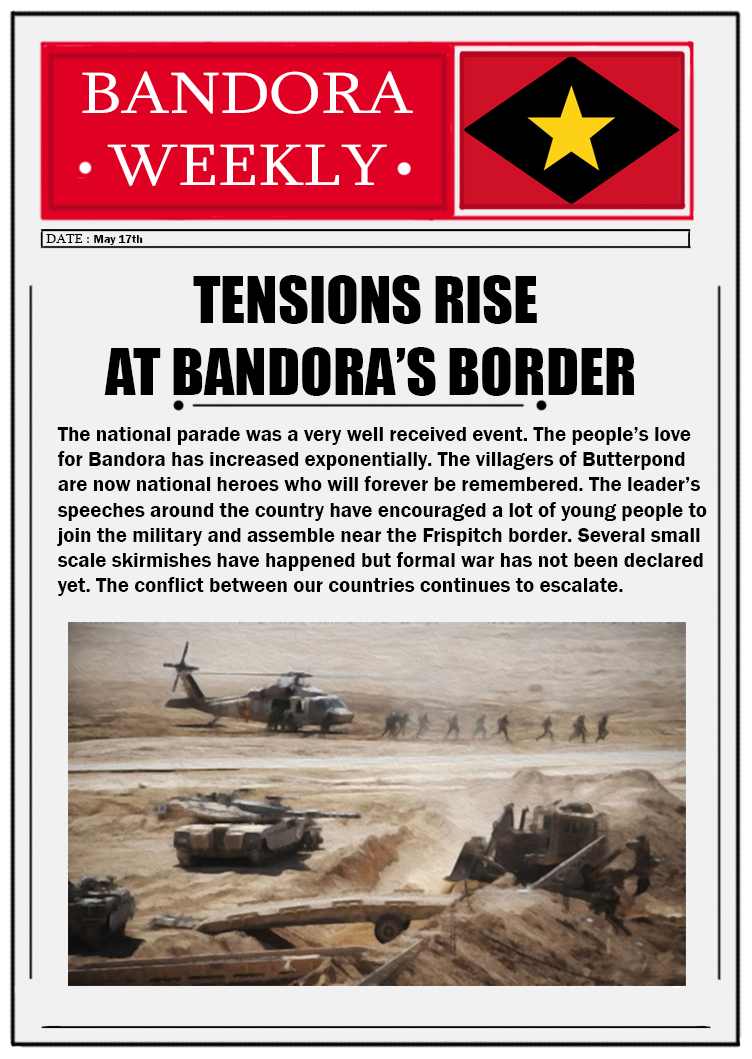 BANDORA
• WEEKLY •
DATE : May 17th
TENSIONS RISE
AT BANDORA'S BORDER
The national parade was a very well received event. The people's love
for Bandora has increased exponentially. The villagers of Butterpond
are now national heroes who will forever be remembered. The leader's
speeches around the country have encouraged a lot of young people to
join the military and assemble near the Frispitch border. Several small
scale skirmishes have happened but formal war has not been declared
yet. The conflict between our countries continues to escalate.